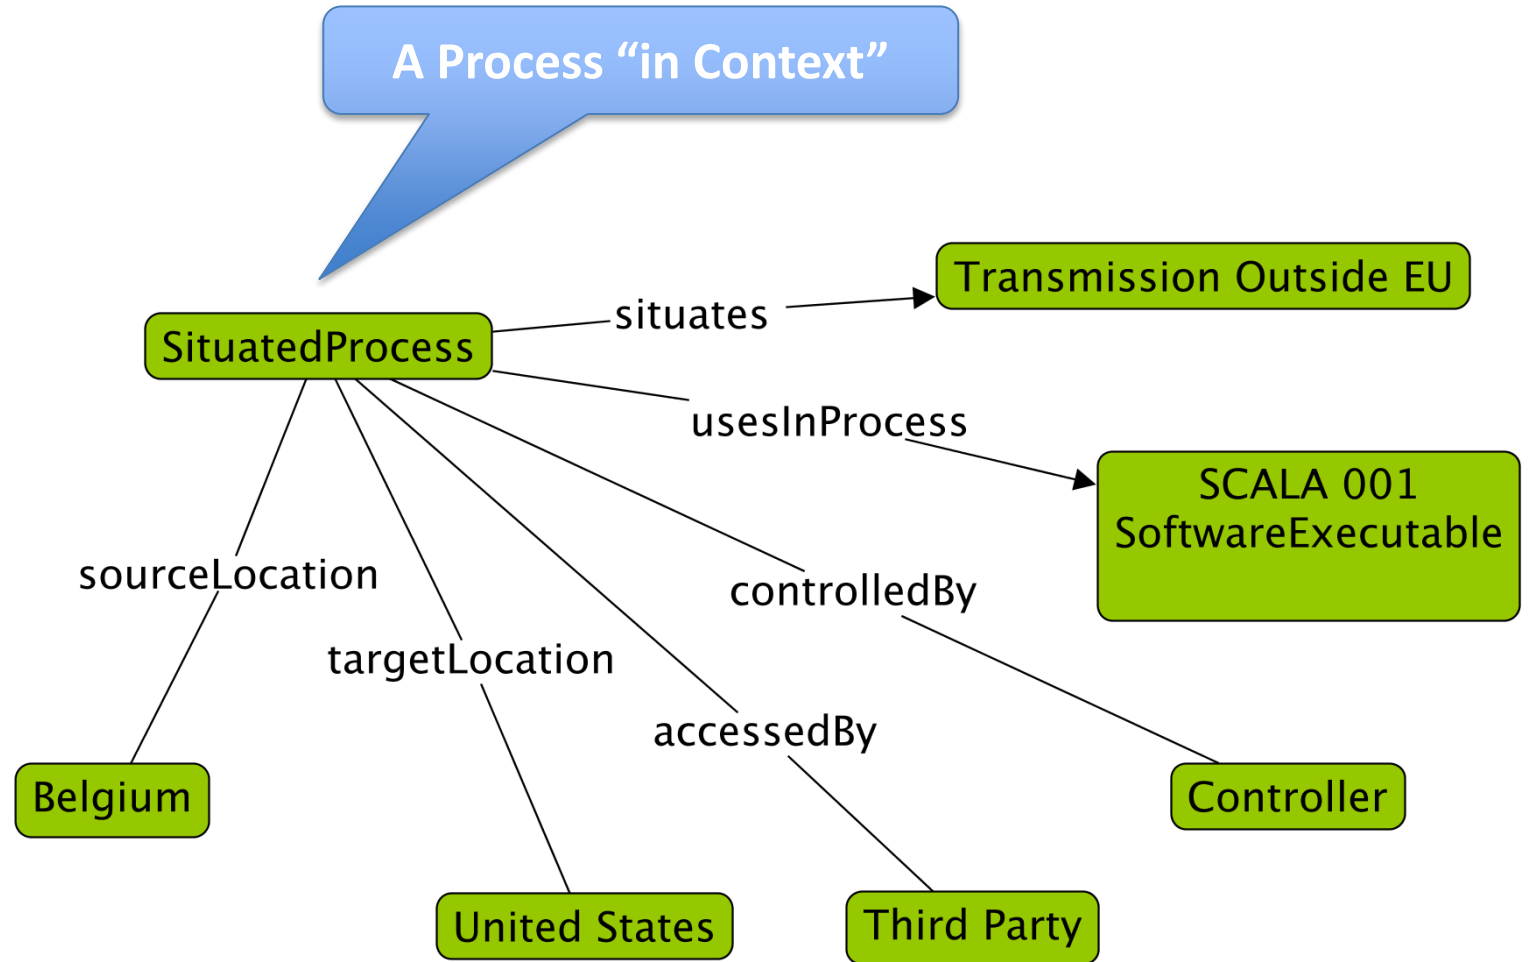 A Process “in Context”
Transmission Outside EU
situates
SituatedProcess
usesInProcess
SCALA 001
SoftwareExecutable
sourceLocation
controlledBy
targetLocation
accessedBy
Belgium
Controller
United States
Third Party